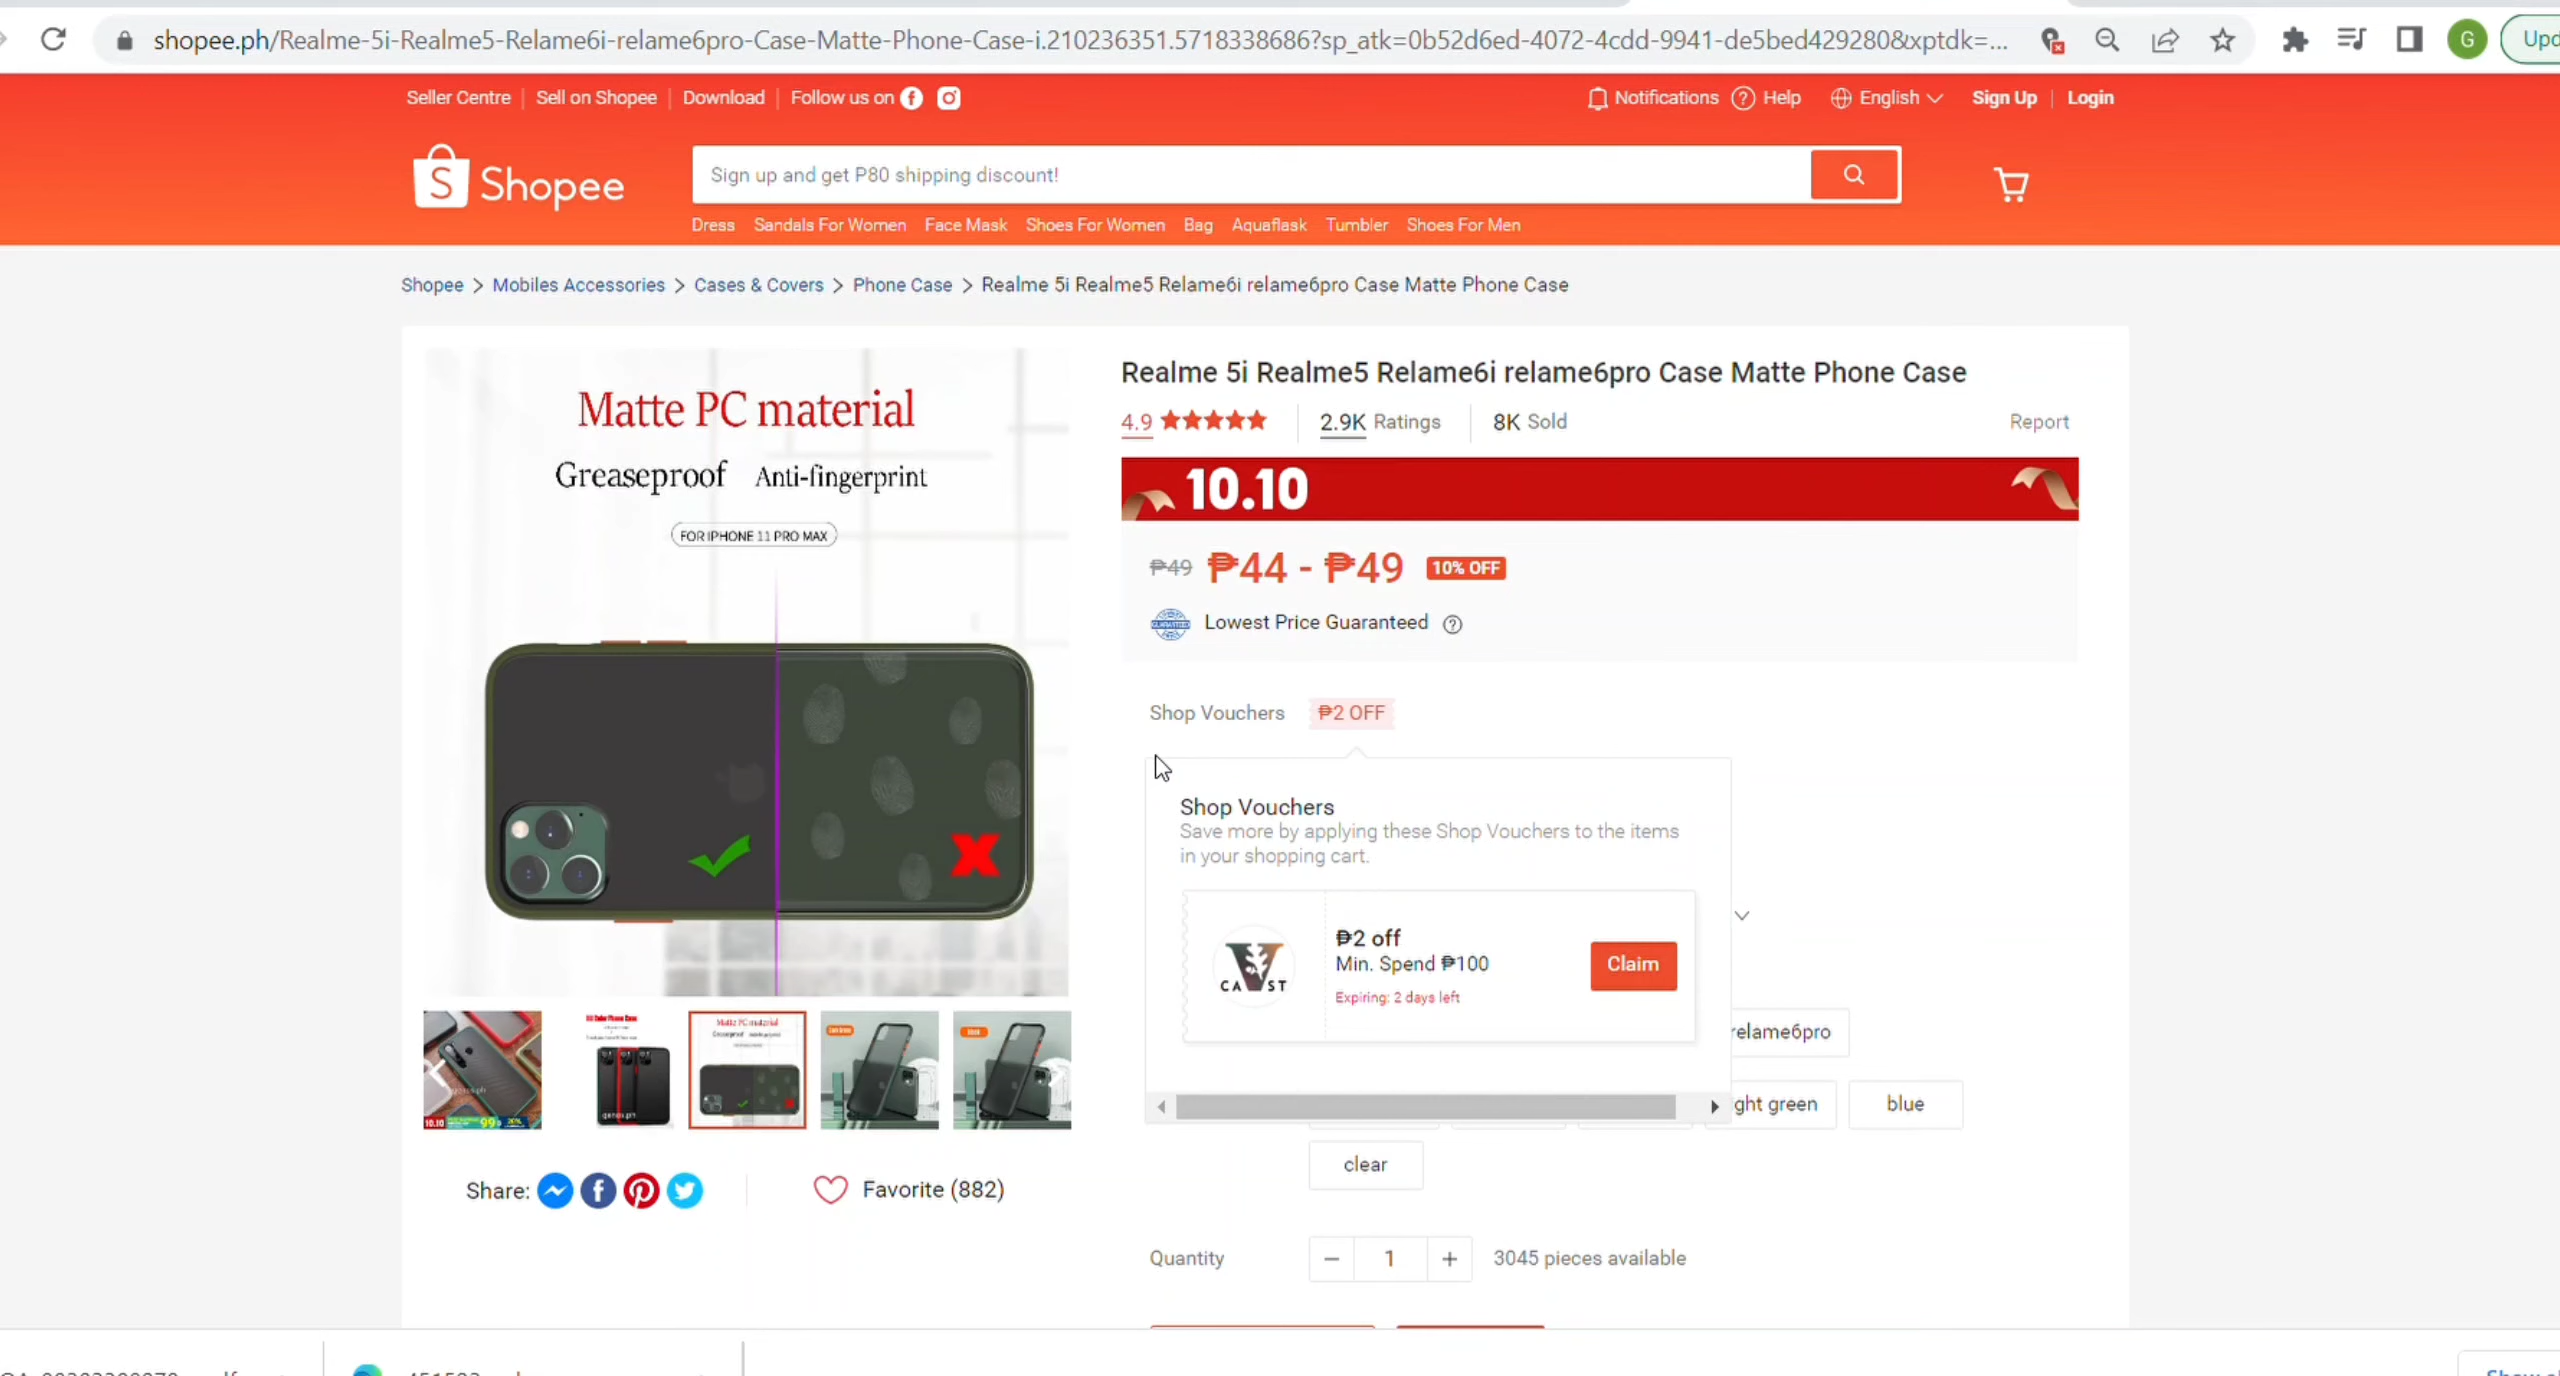 shopee.ph/Realme-5i-Realme5-Relame6i-relame6pro-Case-Matte-Phone-Case-i.210236351.5718338686?sp_atk=0b52d6ed-4072-4cdd-9941-de5bed429280&xptdk=...
G
Seller Centre
Sell on Shopee
Download
Follow us on
Notifications
Help
English
Sign Up
Login
Shopee
Sign up and get P80 shipping discount!
Dress Sandals For Women Face Mask Shoes For Women Bag Aquaflask Tumbler Shoes For Men
Shopee > Mobiles Accessories > Cases & Covers > Phone Case > Realme 5i Realme5 Relame6i relame6pro Case Matte Phone Case
Matte PC material
Greaseproof Anti-fingerprint
FOR IPHONE 11 PRO MAX
Share:
Favorite (882)
Realme 5i Realme5 Relame6i relame6pro Case Matte Phone Case
4.9
2.9K Ratings
8K Sold
Report
10.10
₱49 ₱44 - ₱49 10% OFF
Lowest Price Guaranteed
Shop Vouchers ₱2 OFF
Shop Vouchers
Save more by applying these Shop Vouchers to the items
in your shopping cart.
CAST
₱2 off
Min. Spend ₱100
Expiring: 2 days left
Claim
relame6pro
green
blue
clear
Quantity
1
3045 pieces available